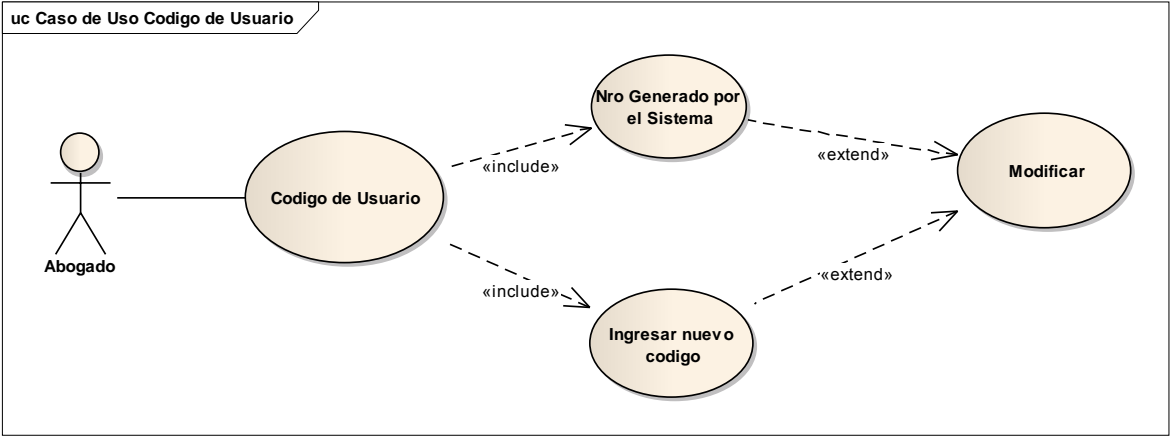 uc Caso de Uso Codigo de Usuario
Nro Generado por
el Sistema
«include»
«extend»
Modificar
Codigo de Usuario
Abogado
«include»
«extend»
Ingresar nuevo
codigo